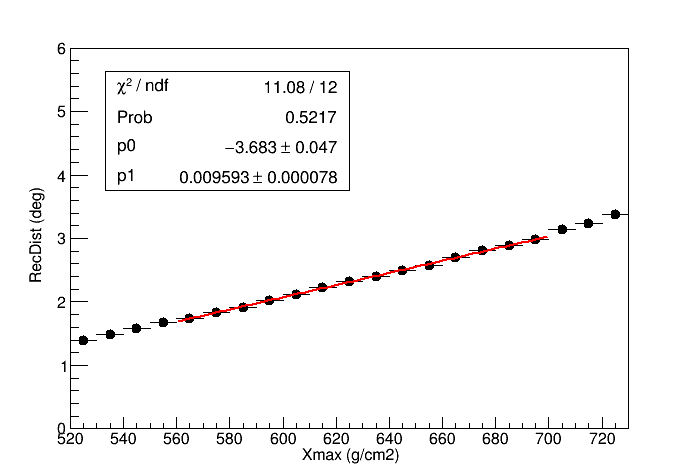 6
χ² / ndf 11.08 / 12
Prob 0.5217
p0 −3.683 ± 0.047
p1 0.009593 ± 0.000078
5
4
3
2
1
0
RecDist (deg)
520 540 560 580 600 620 640 660 680 700 720
Xmax (g/cm2)